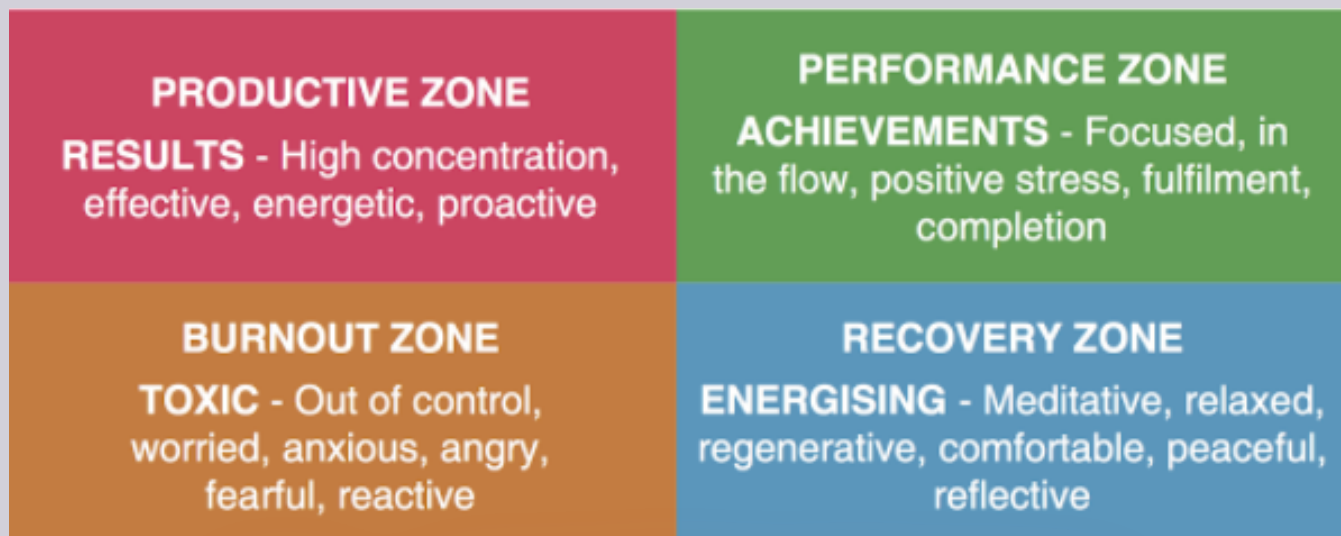 PRODUCTIVE ZONE
RESULTS - High concentration,
effective, energetic, proactive
PERFORMANCE ZONE
ACHIEVEMENTS - Focused, in
the flow, positive stress, fulfilment,
completion
BURNOUT ZONE
TOXIC - Out of control,
worried, anxious, angry,
fearful, reactive
RECOVERY ZONE
ENERGISING - Meditative, relaxed,
regenerative, comfortable, peaceful,
reflective